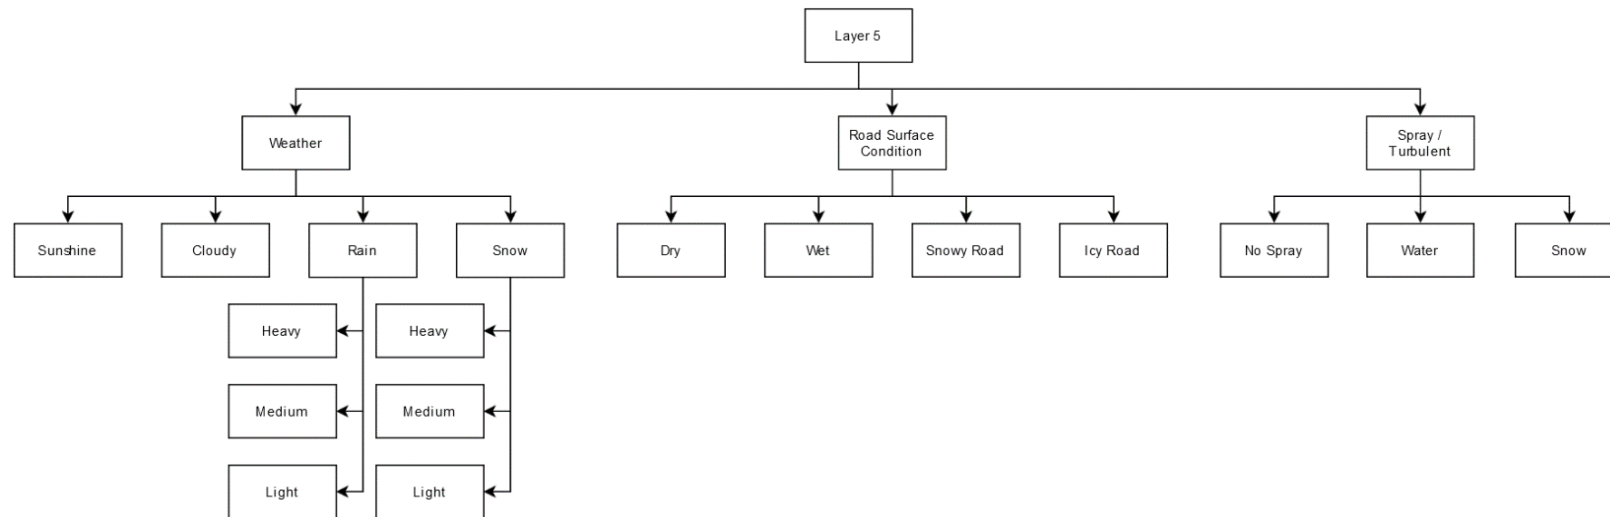 Layer 5
Weather
Road Surface
Condition
Spray /
Turbulent
Sunshine
Cloudy
Rain
Snow
Dry
Wet
Snowy Road
Icy Road
No Spray
Water
Snow
Heavy
Heavy
Medium
Medium
Light
Light